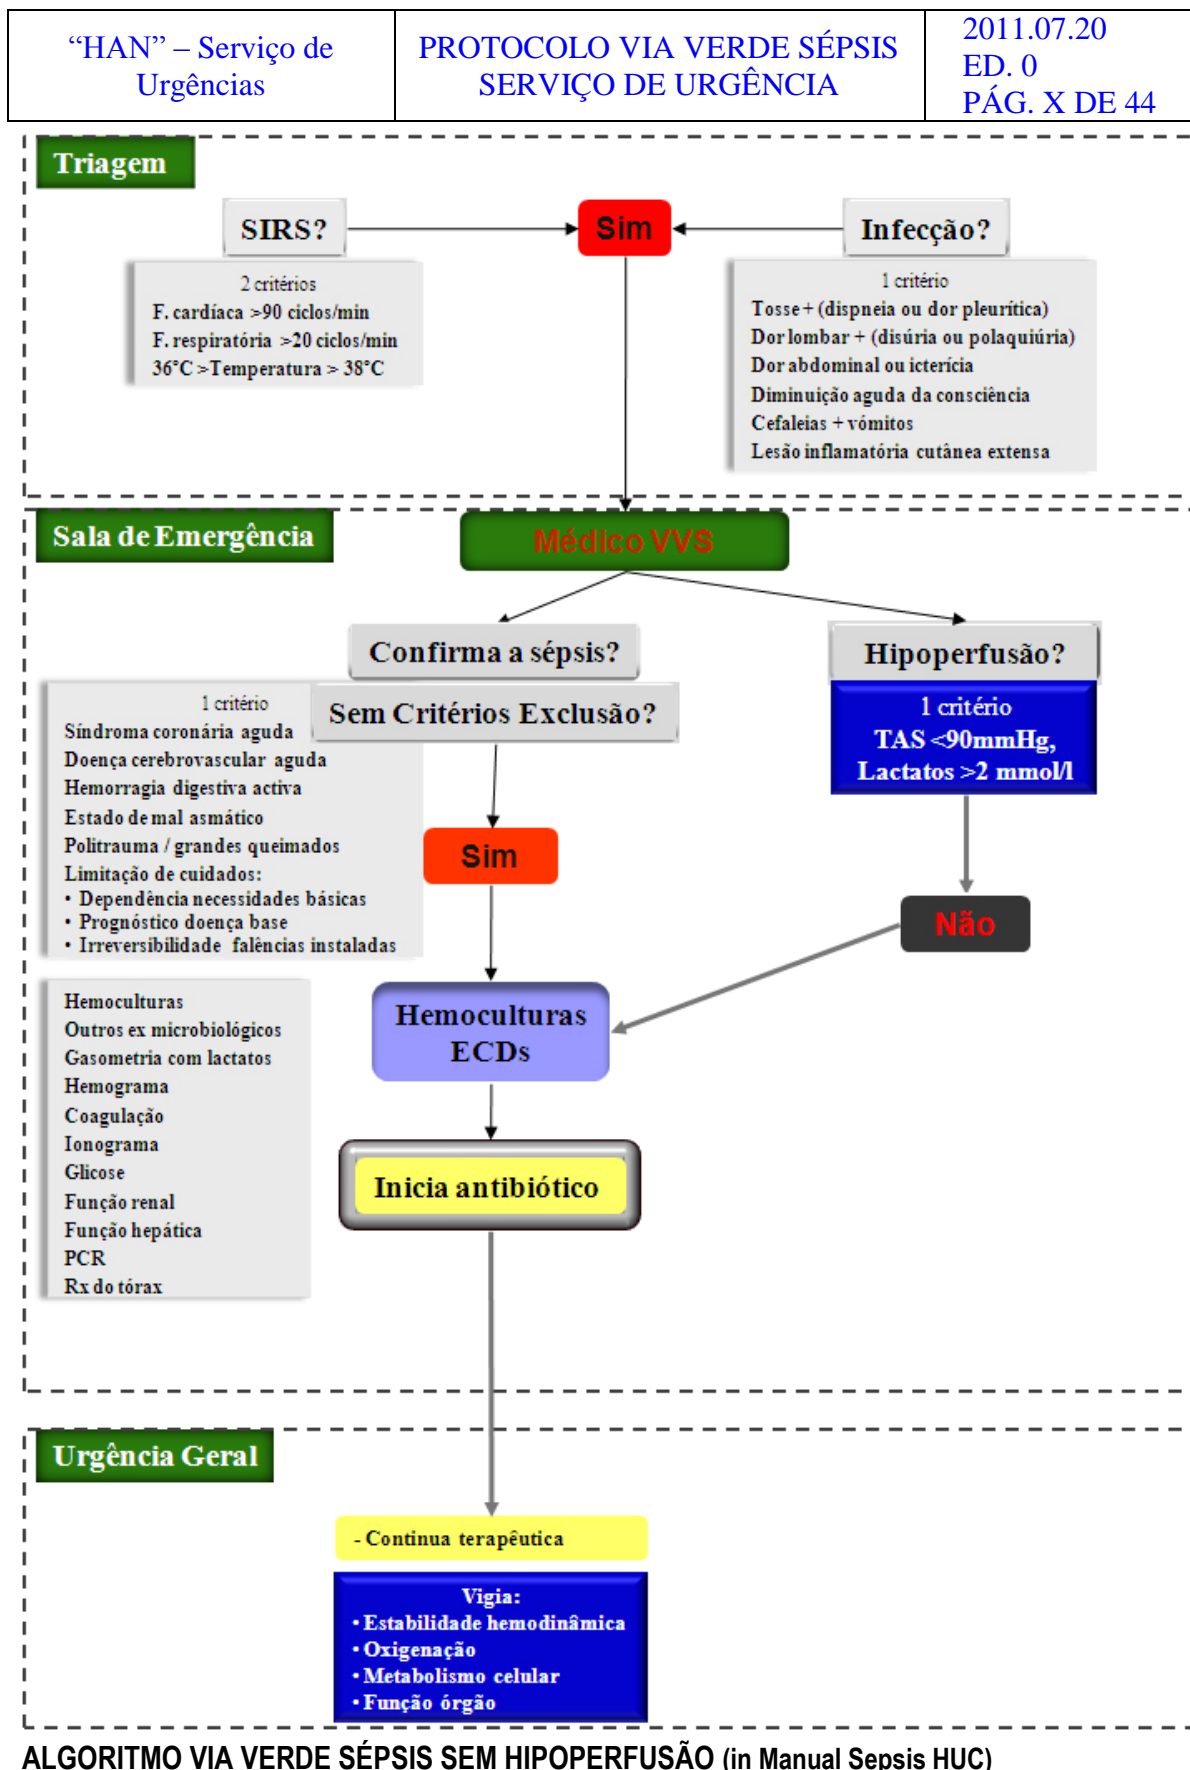 “HAN” – Serviço de
Urgências
PROTOCOLO VIA VERDE SÉPSIS
SERVIÇO DE URGÊNCIA
2011.07.20
ED. 0
PÁG. X DE 44
Triagem
SIRS?
Sim
Infecção?
2 critérios
F. cardíaca >90 ciclos/min
F. respiratória >20 ciclos/min
36°C >Temperatura > 38°C
1 critério
Tosse + (dispneia ou dor pleurítica)
Dor lombar + (disúria ou polaquiúria)
Dor abdominal ou icterícia
Diminuição aguda da consciência
Cefaleias + vómitos
Lesão inflamatória cutânea extensa
Sala de Emergência
Médico VVS
Confirma a sépsis?
Sem Critérios Exclusão?
Hipoperfusão?
1 critério
TAS <90mmHg,
Lactatos >2 mmol/l
1 critério
Síndroma coronária aguda
Doença cerebrovascular aguda
Hemorragia digestiva activa
Estado de mal asmático
Politrauma / grandes queimados
Limitação de cuidados:
• Dependência necessidades básicas
• Prognóstico doença base
• Irreversibilidade falências instaladas
Sim
Não
Hemoculturas
ECDs
Hemoculturas
Outros ex microbiológicos
Gasometria com lactatos
Hemograma
Coagulação
Ionograma
Glicose
Função renal
Função hepática
PCR
Rx do tórax
Inicia antibiótico
Urgência Geral
- Continua terapêutica
Vigia:
• Estabilidade hemodinâmica
• Oxigenação
• Metabolismo celular
• Função órgão
ALGORITMO VIA VERDE SÉPSIS SEM HIPOPERFUSÃO (in Manual Sepsis HUC)